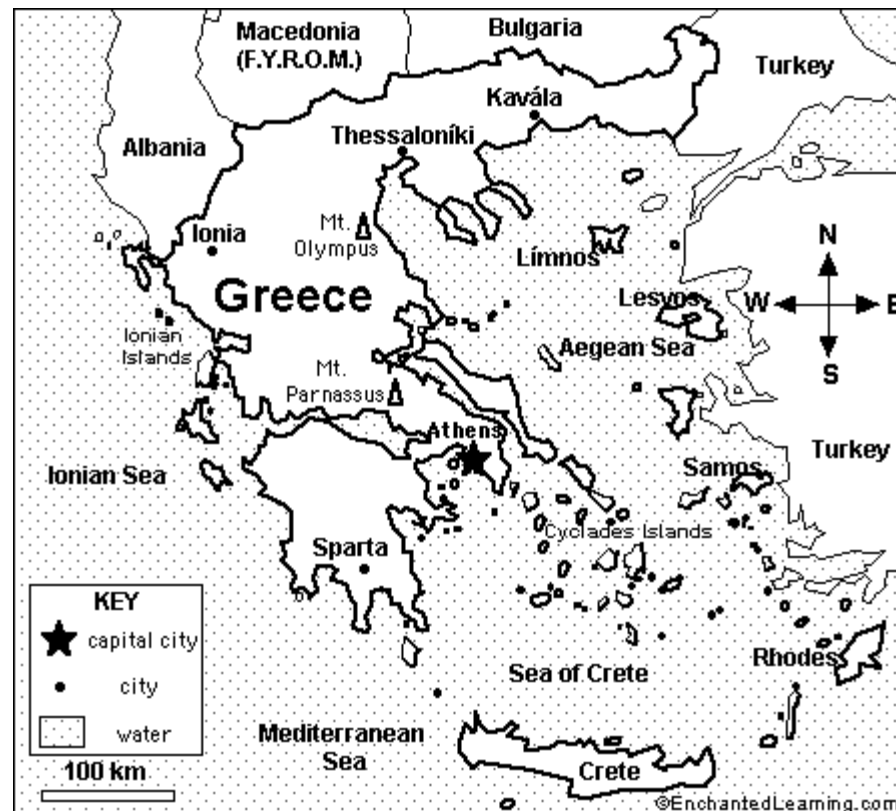 Macedonia
(F.Y.R.O.M.)
Bulgaria
Turkey
Kavála
Thessaloníki
Albania
Mt.
Olympus
Ionia
Límnos
N
W
E
S
Greece
Lesvos
Ionian
Islands
Aegean Sea
Mt.
Parnassus
Athens
Turkey
Ionian Sea
Samos
Cyclades Islands
Sparta
KEY
capital city
city
water
100 km
Rhodes
Sea of Crete
Mediterranean
Sea
Crete
©EnchantedLearning.com